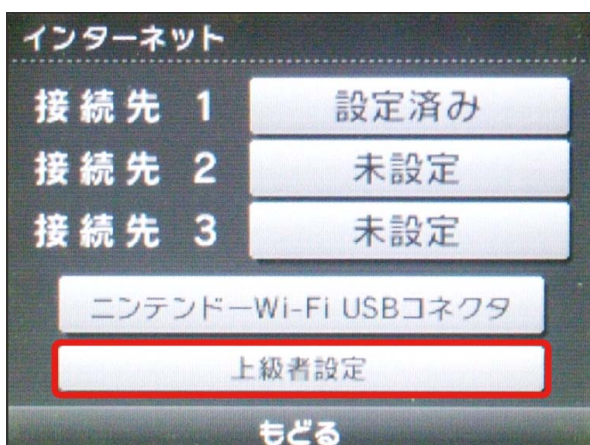 インターネット
接続先 1 設定済み
接続先 2 未設定
接続先 3 未設定
ニンテンドーWi-Fi USBコネクタ
上級者設定
もどる